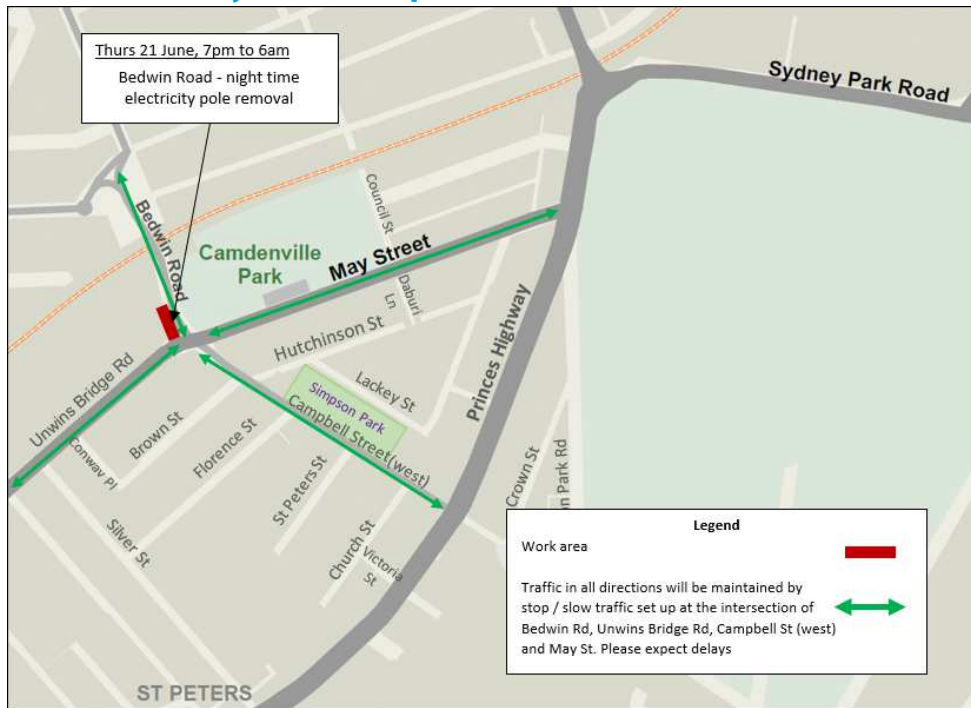 Thurs 21 June, 7pm to 6am
Bedwin Road - night time
electricity pole removal
Sydney Park Road
Council St
Bedwin Road
Camdenville
Park
May Street
Daburi
Ln
Hutchinson St
Princes Highway
Unwins Bridge Rd
Lackey St
Simpson Park
Campbell Street(west)
Brown St
Florence St
Conway Pl
St Peters St
Crown St
on Park Rd
Silver St
Church St
Victoria
St
ST PETERS
Legend
Work area
Traffic in all directions will be maintained by
stop / slow traffic set up at the intersection of
Bedwin Rd, Unwins Bridge Rd, Campbell St (west)
and May St. Please expect delays